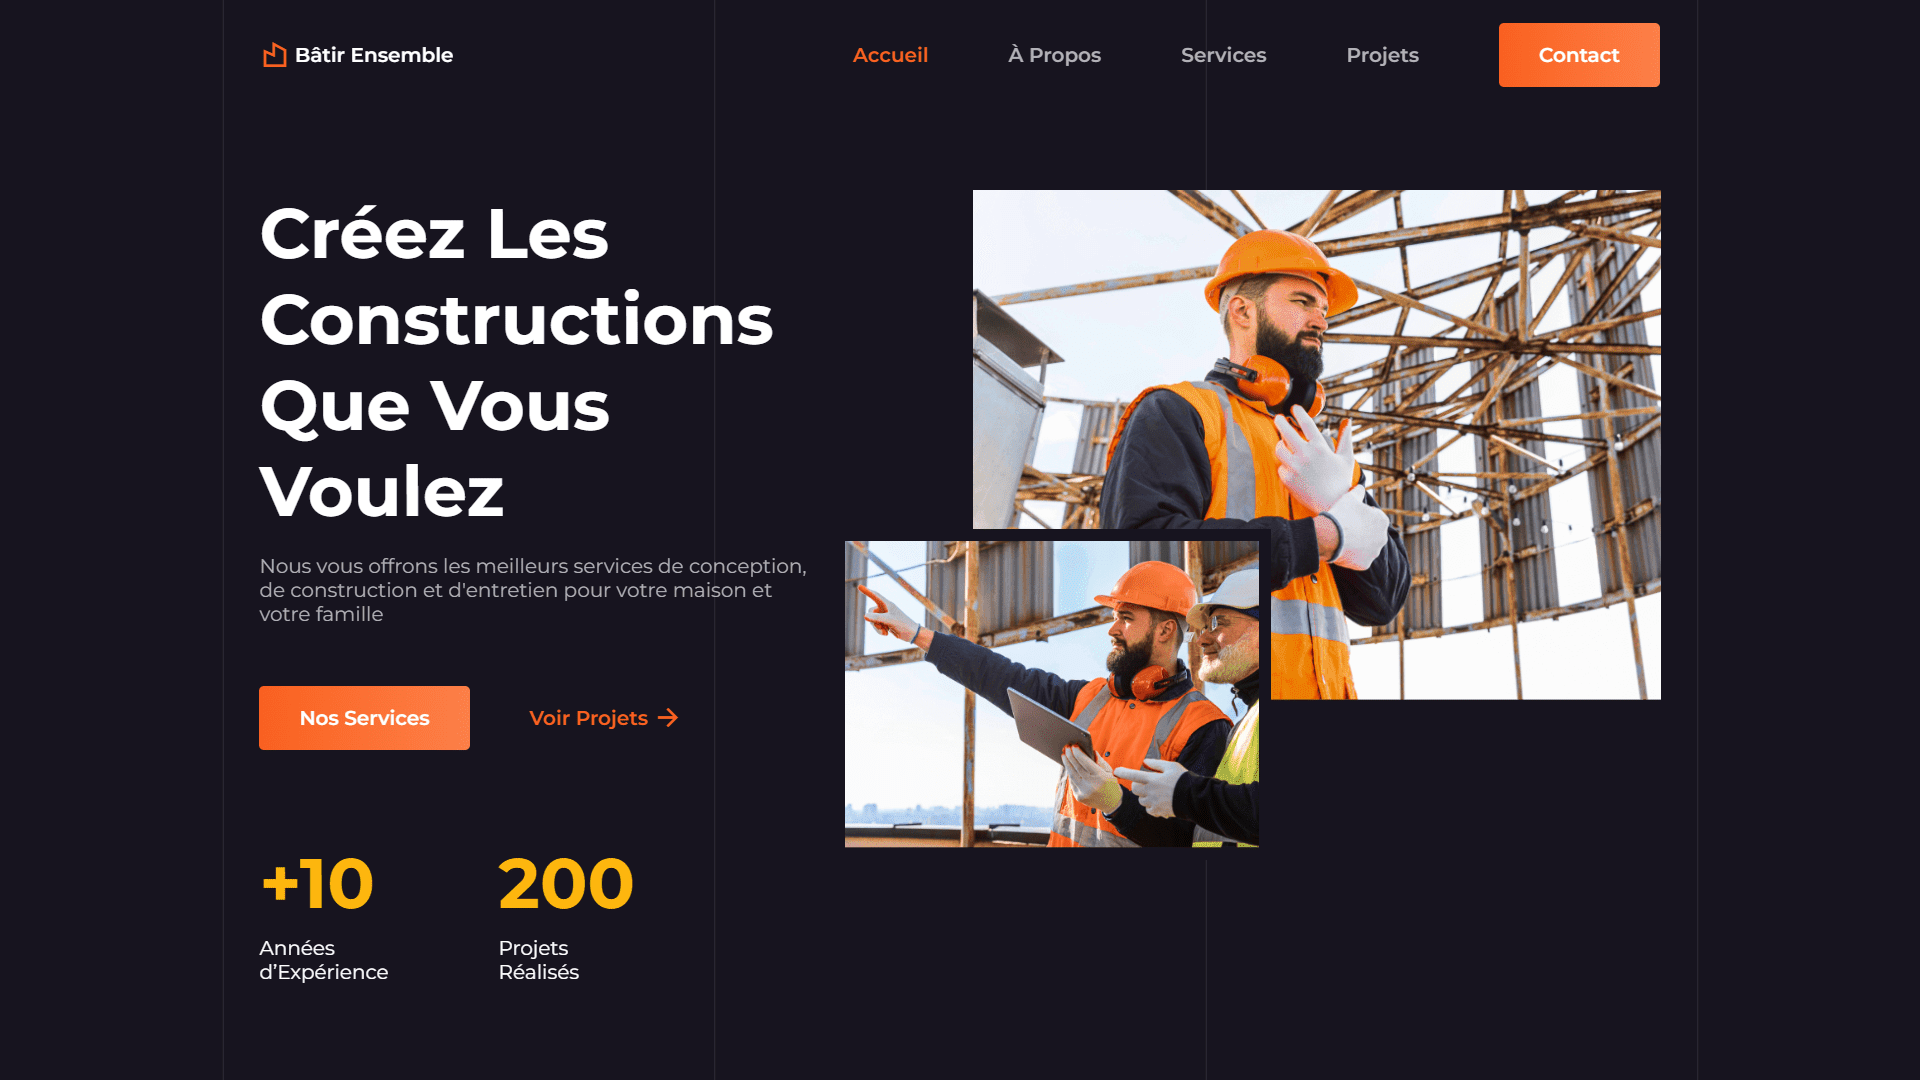 Bâtir Ensemble
Accueil
À Propos
Services
Projets
Contact
Créez Les
Constructions
Que Vous
Voulez
Nous vous offrons les meilleurs services de conception,
de construction et d'entretien pour votre maison et
votre famille
Nos Services
Voir Projets
+10
Années
d’Expérience
200
Projets
Réalisés